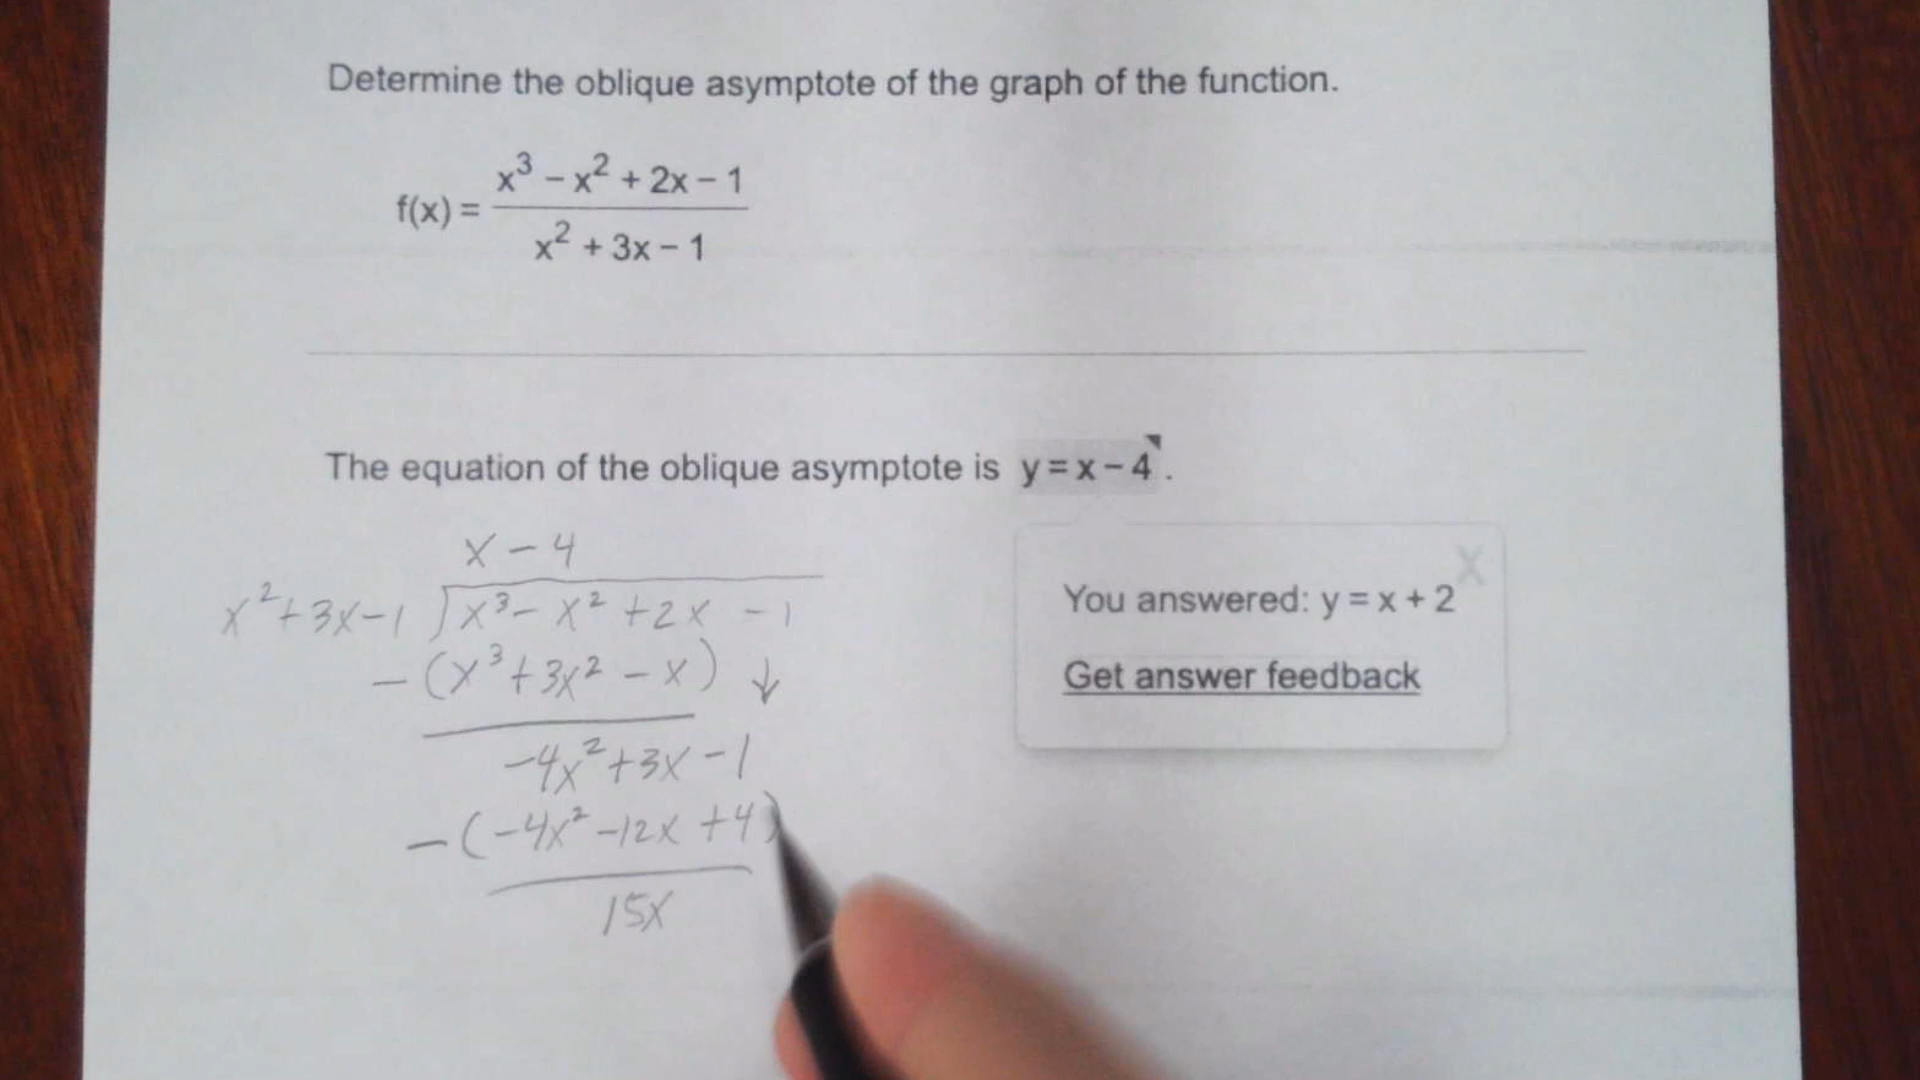 Determine the oblique asymptote of the graph of the function.
x³ − x² + 2x − 1
f(x) =
x² + 3x − 1
The equation of the oblique asymptote is y = x − 4.
x − 4
x² + 3x − 1 ⟌ x³ − x² + 2x − 1
− (x³ + 3x² − x) ↓
−4x² + 3x − 1
− (−4x² − 12x + 4)
15x
X
You answered: y = x + 2
Get answer feedback